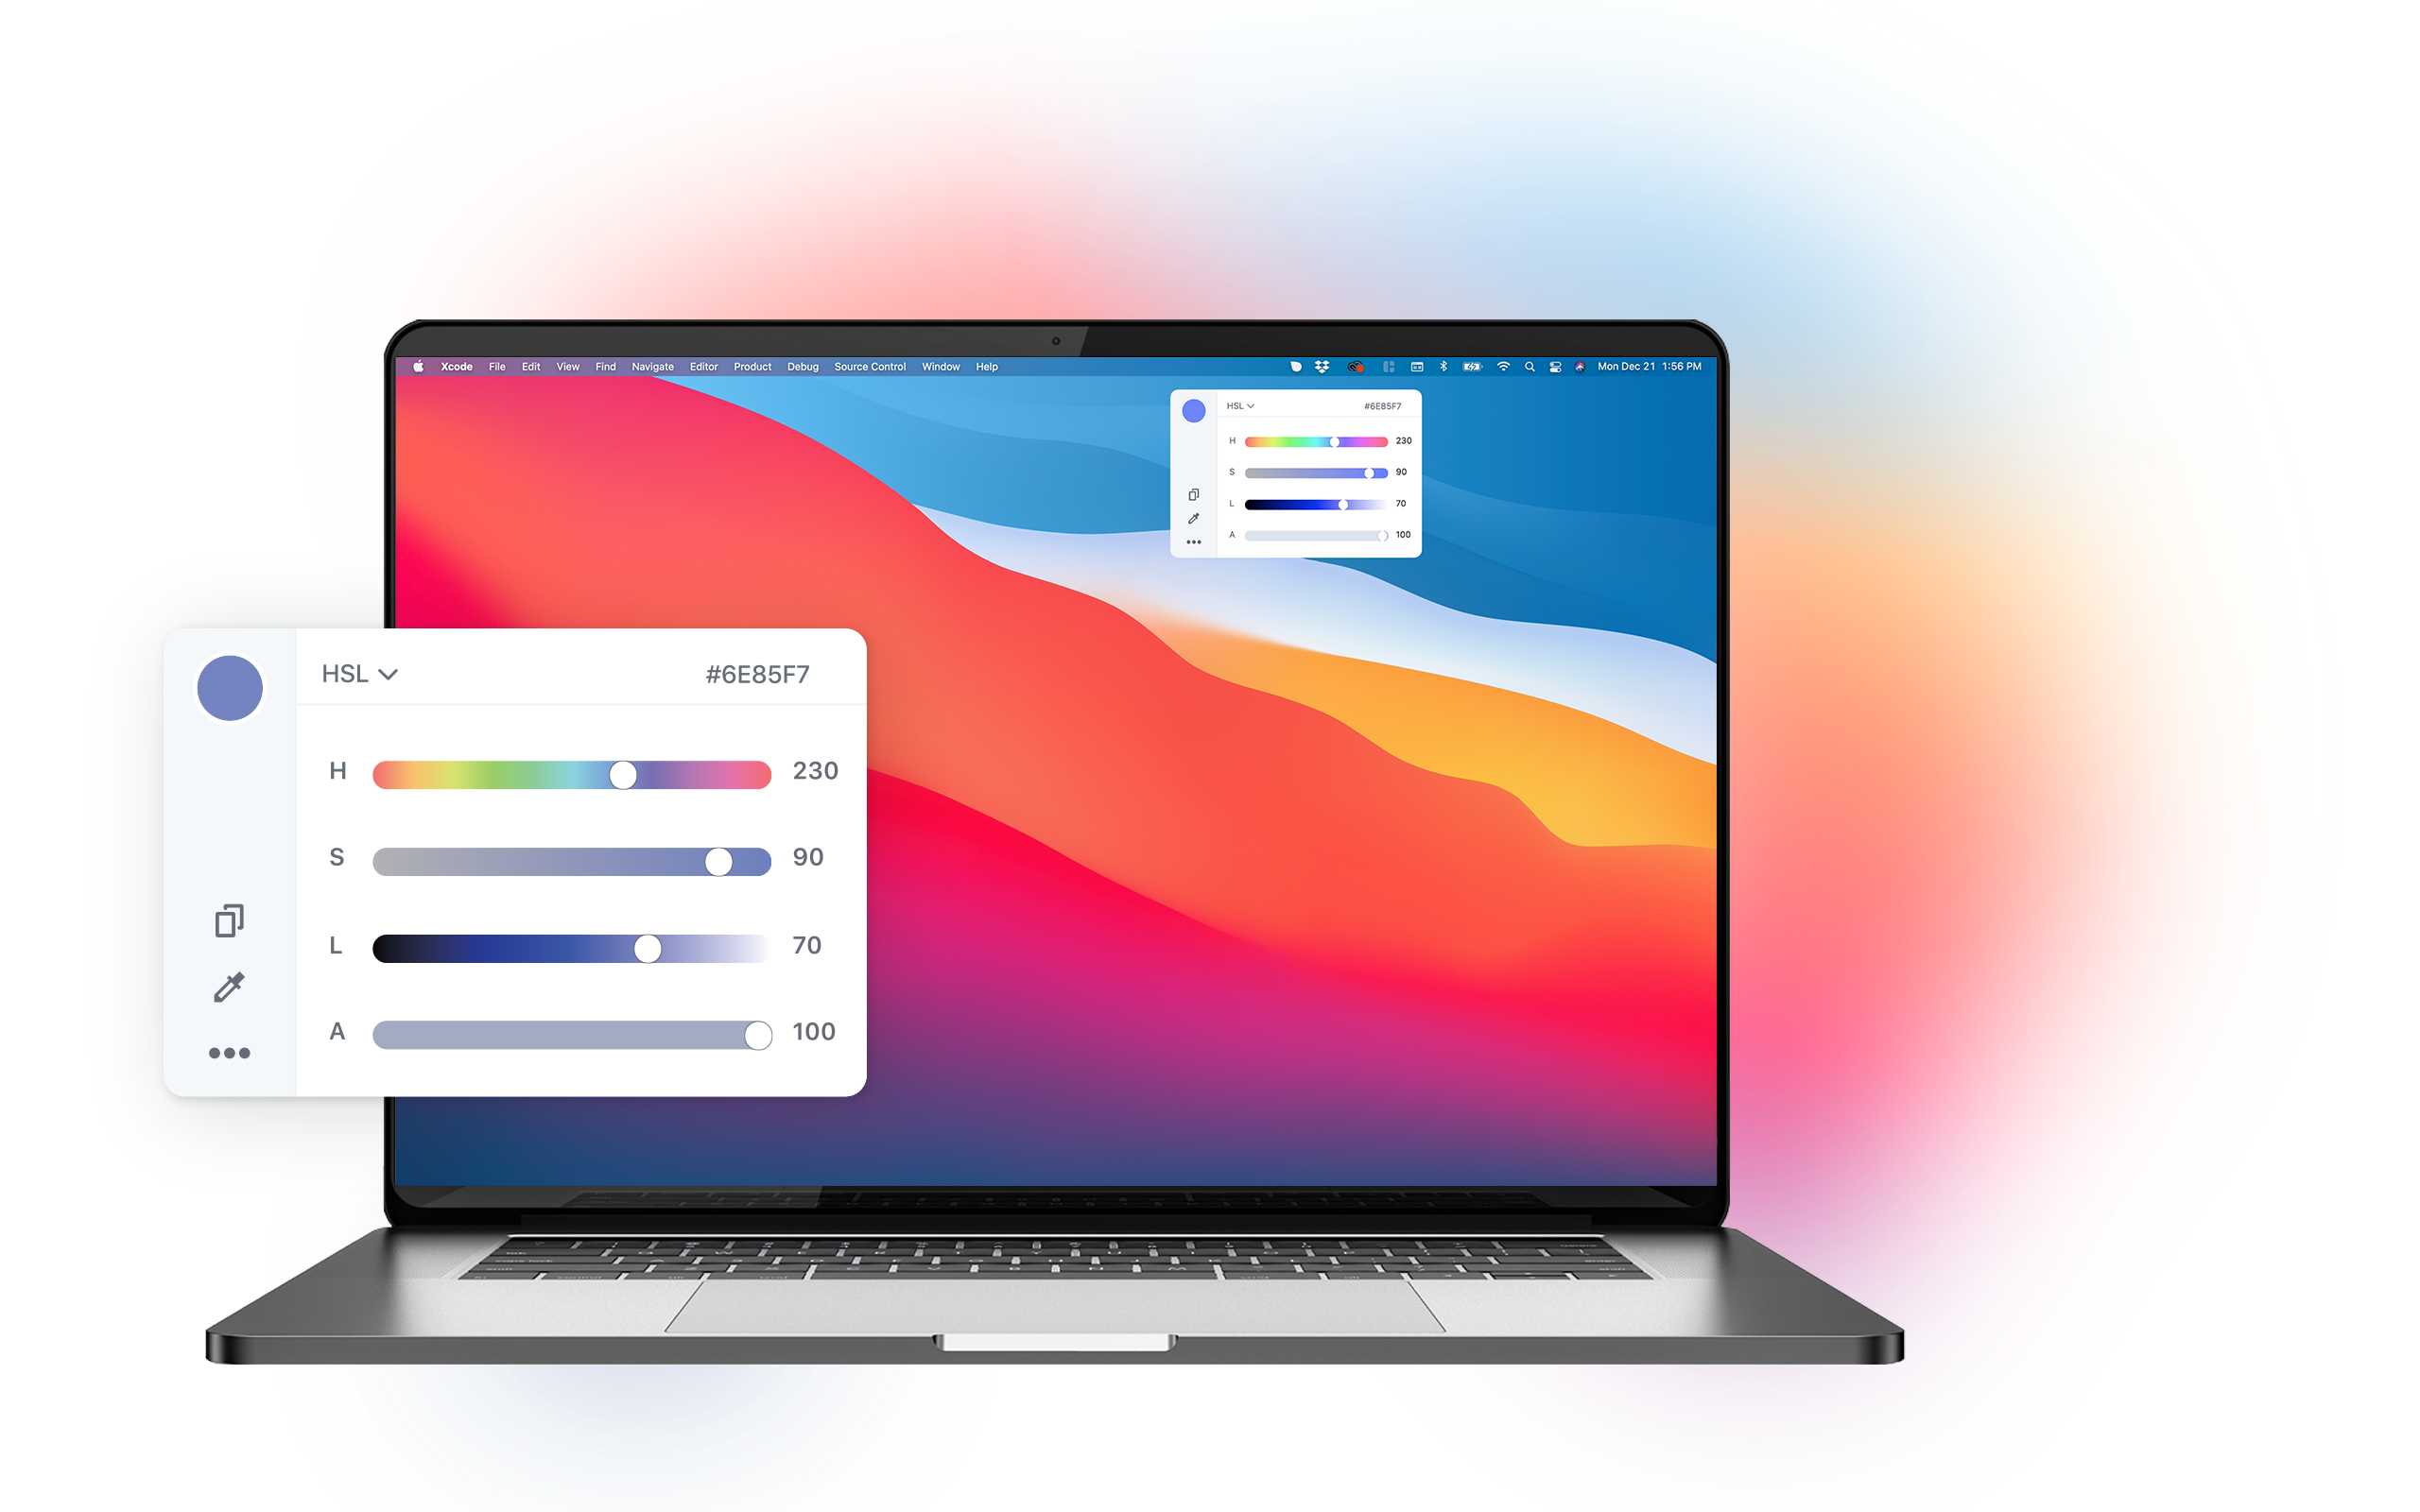 Xcode File Edit View Find Navigate Editor Product Debug Source Control Window Help Mon Dec 21 1:56 PM
HSL #6E85F7
H 230
S 90
L 70
A 100
HSL #6E85F7
H 230
S 90
L 70
A 100